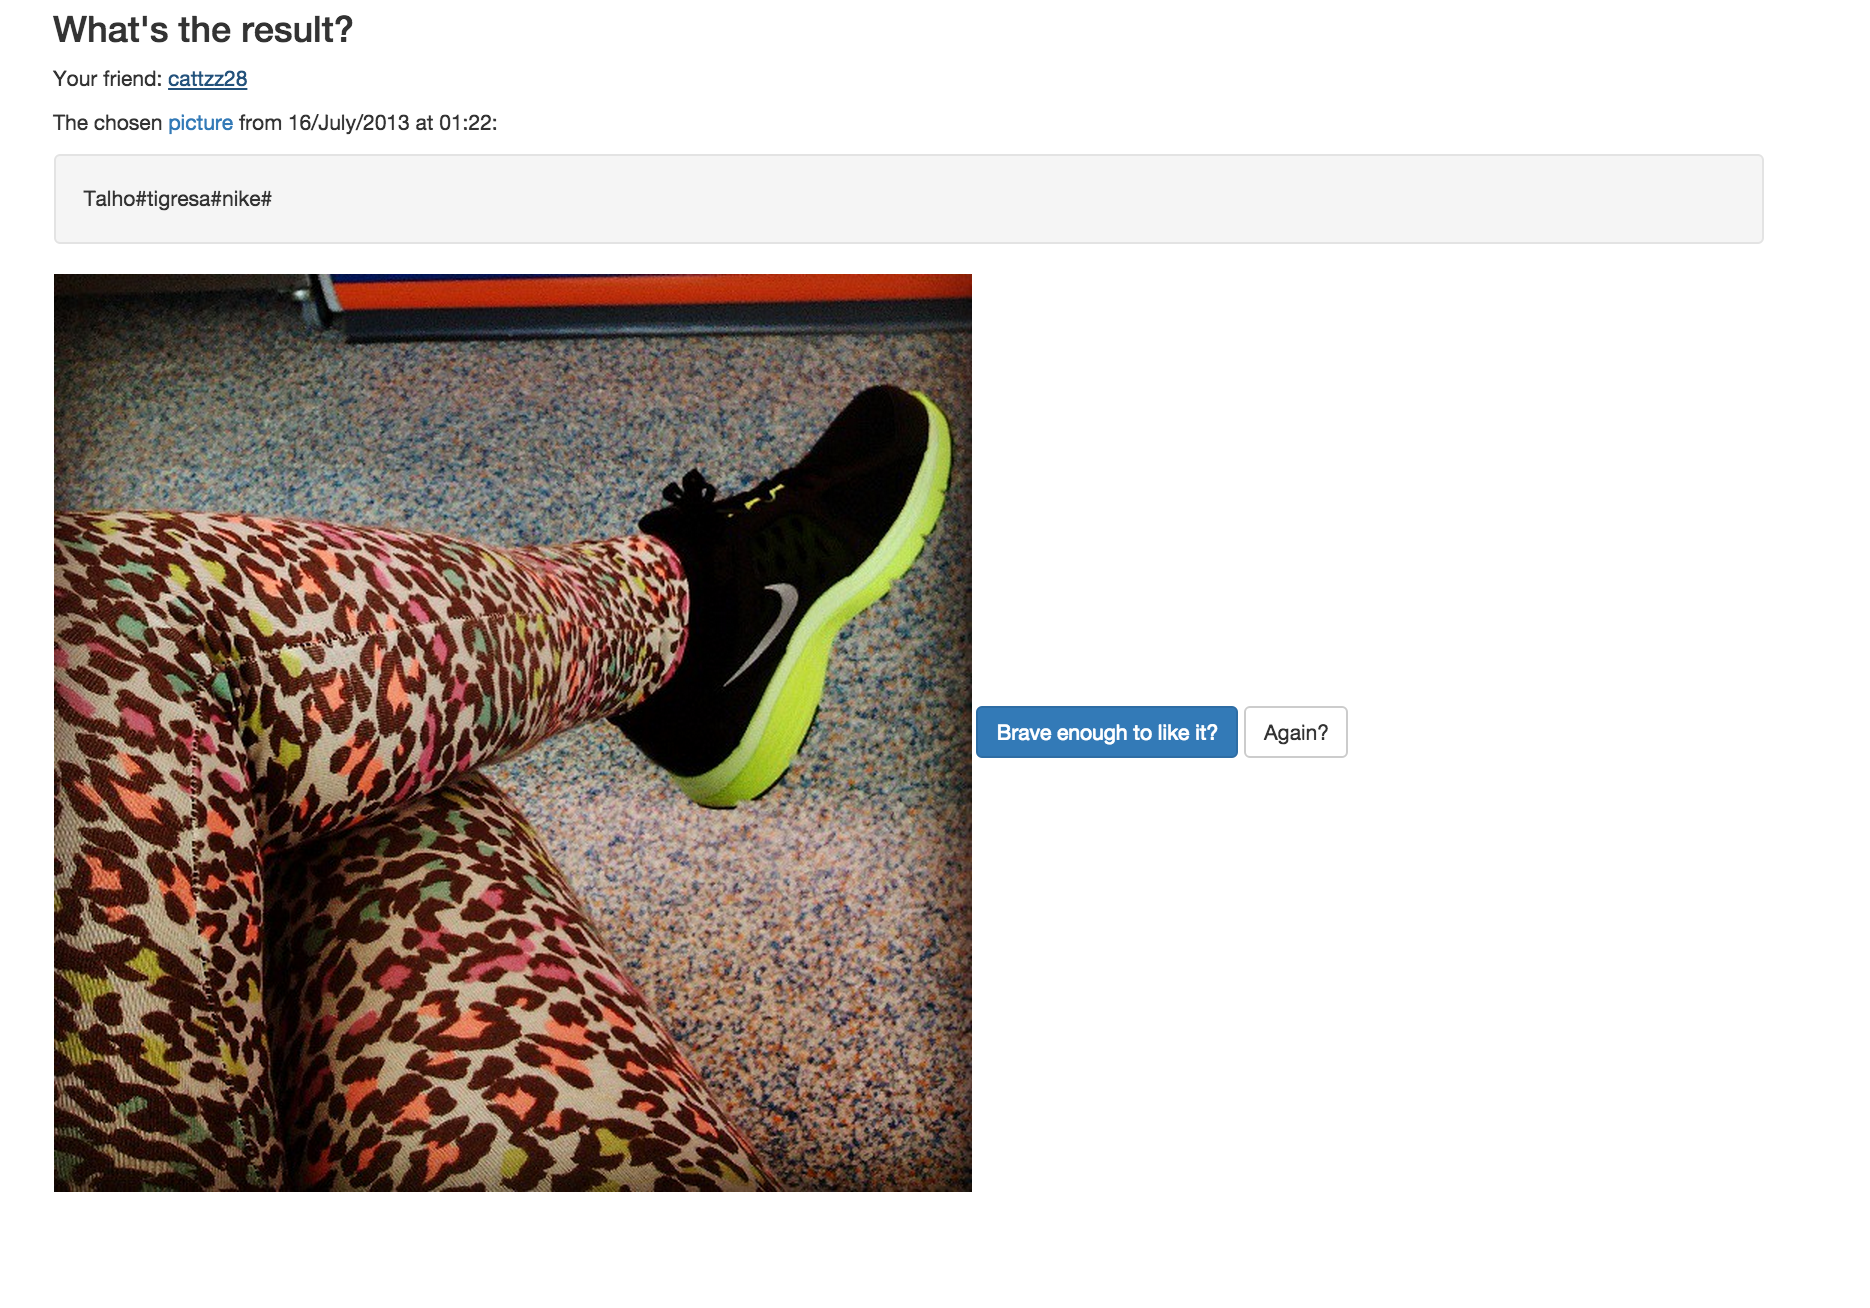 What's the result?
Your friend: cattzz28
The chosen picture from 16/July/2013 at 01:22:
Talho#tigresa#nike#
Brave enough to like it? Again?